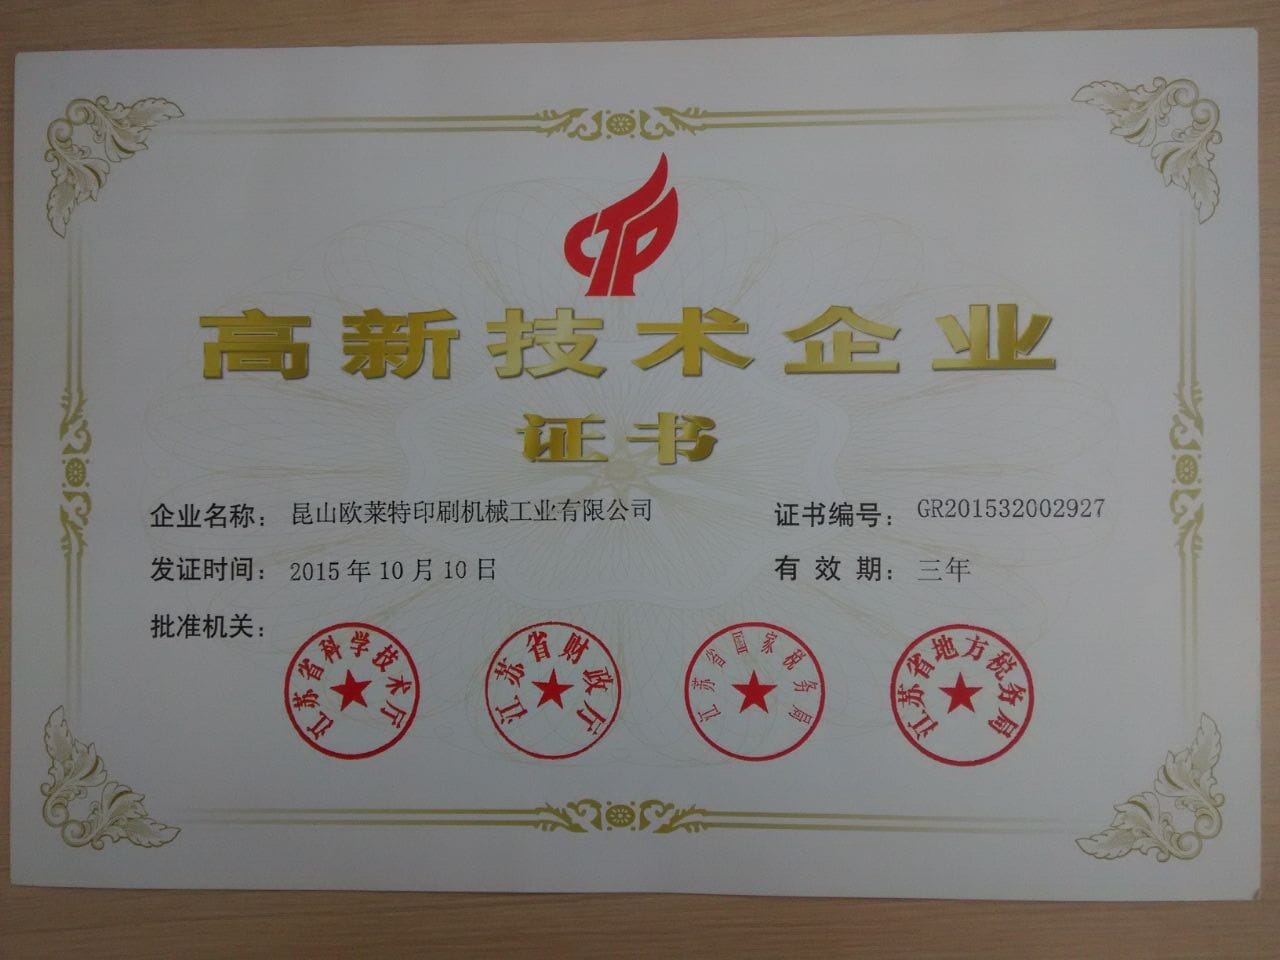 CTP
高新技术企业
证书
企业名称：昆山欧莱特印刷机械工业有限公司 证书编号：GR201532002927
发证时间：2015年10月10日 有效期：三年
批准机关：
江苏省科学技术厅
江苏省财政厅
江苏省国家税务局
江苏省地方税务局